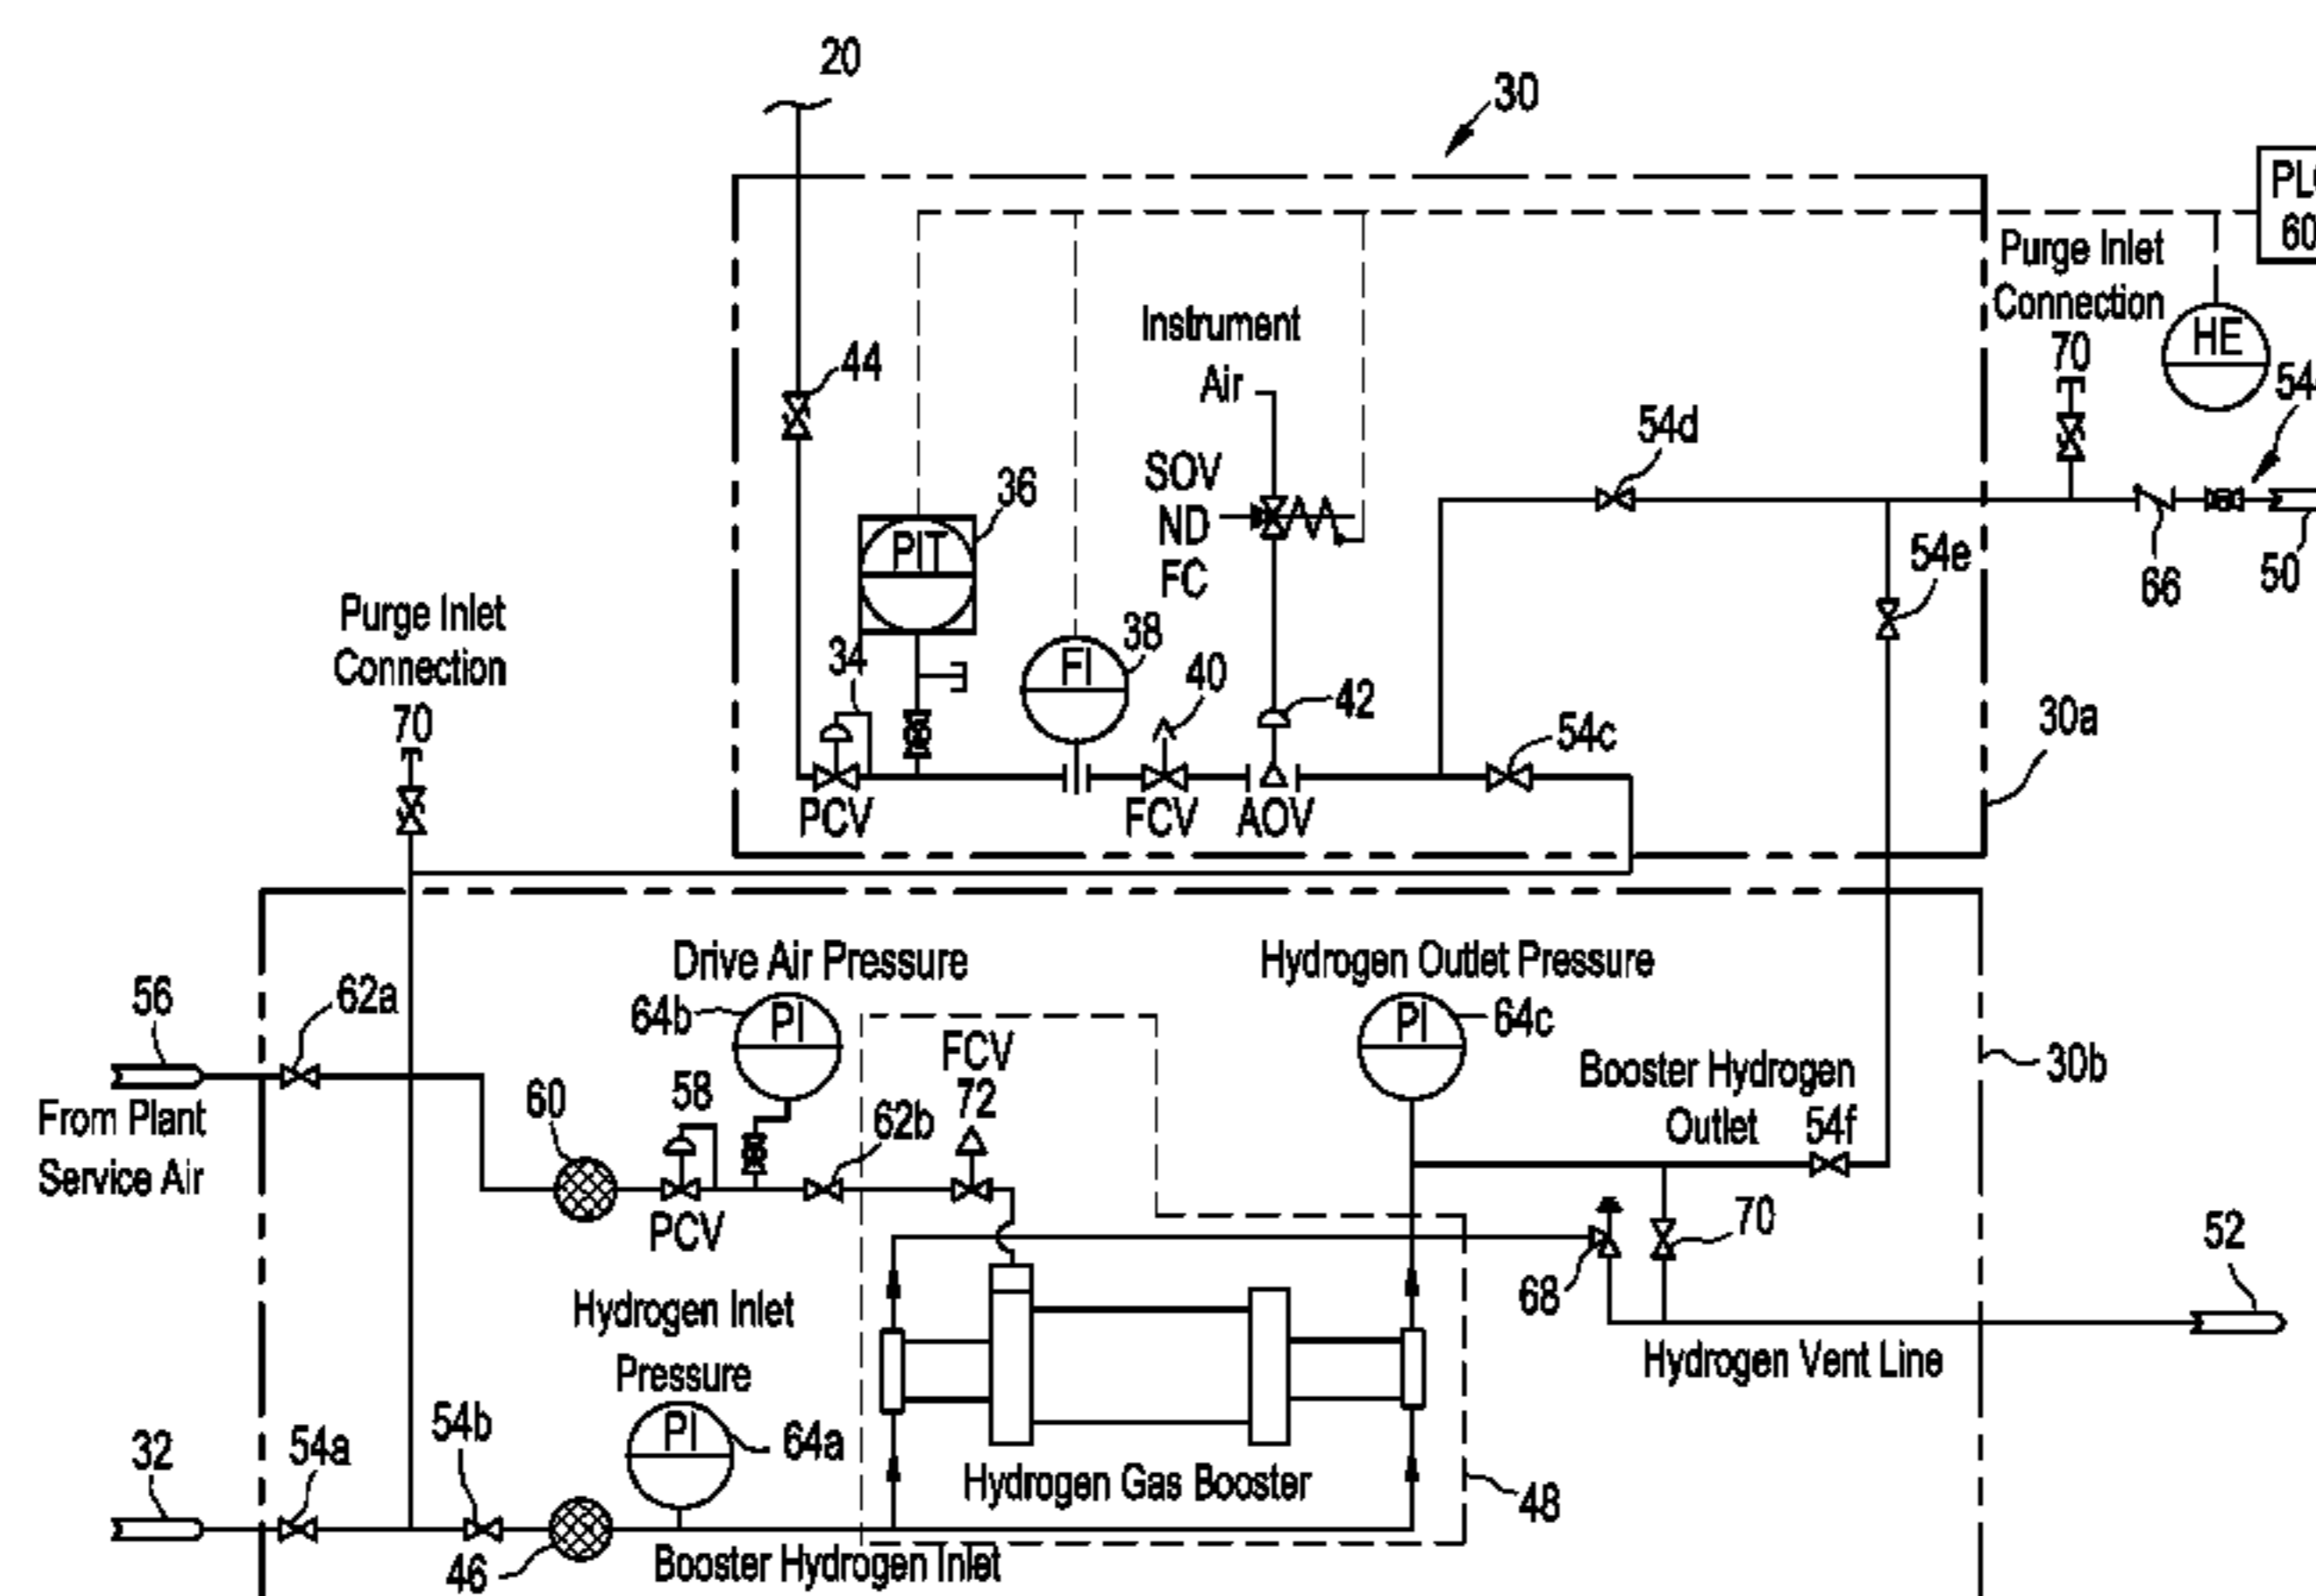 20
30
PL
60
Purge Inlet
Connection
70
HE
54
Instrument
Air
44
54d
SOV
ND
FC
36
PIT
54e
66
50
Purge Inlet
Connection
70
34
FI
38
40
42
54c
30a
PCV
FCV
AOV
Drive Air Pressure
Hydrogen Outlet Pressure
56
62a
64b
PI
FCV
72
PI
64c
30b
Booster Hydrogen
Outlet
54f
From Plant
Service Air
60
58
62b
PCV
70
52
68
Hydrogen Inlet
Pressure
Hydrogen Vent Line
32
54a
54b
PI
64a
Hydrogen Gas Booster
48
46
Booster Hydrogen Inlet